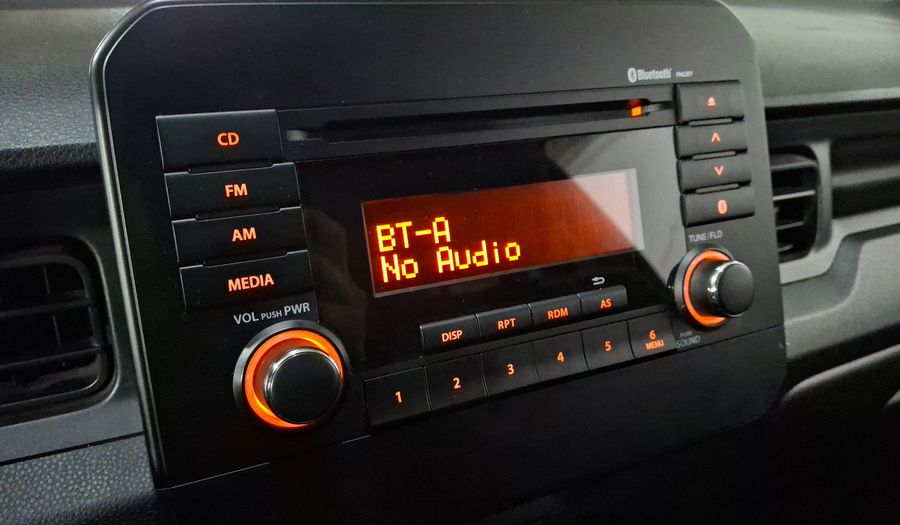 Bluetooth
CD
FM
AM
MEDIA
BT-A
No Audio
TUNE/FLD
VOL PUSH PWR
DISP
RPT
RDM
AS
1
2
3
4
5
6
MENU
PUSH
SOUND